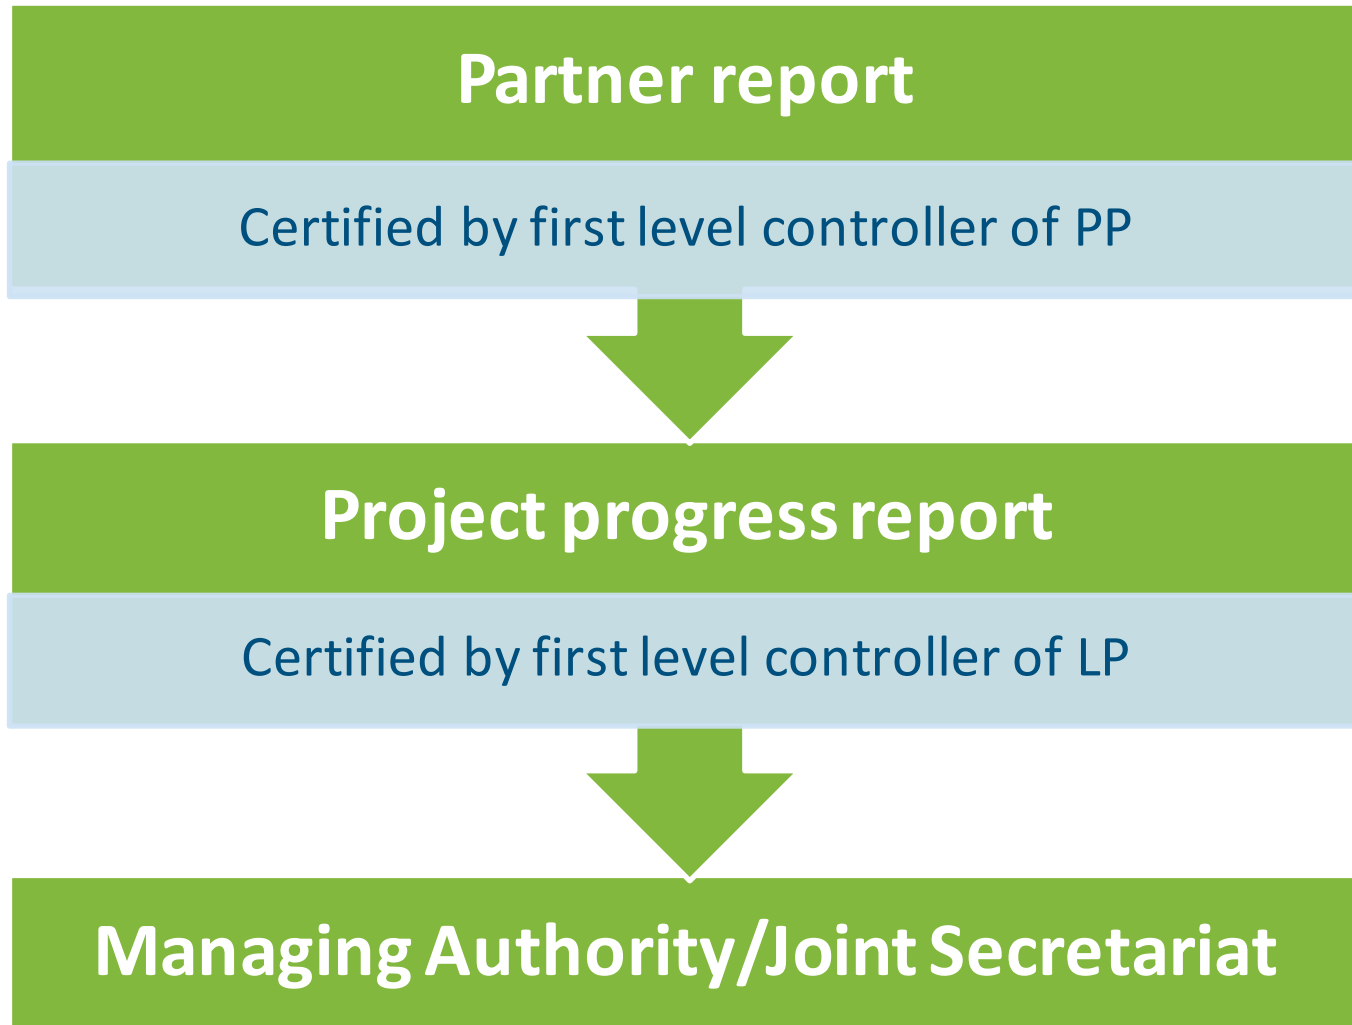 Partner report
Certified by first level controller of PP
Project progress report
Certified by first level controller of LP
Managing Authority/Joint Secretariat